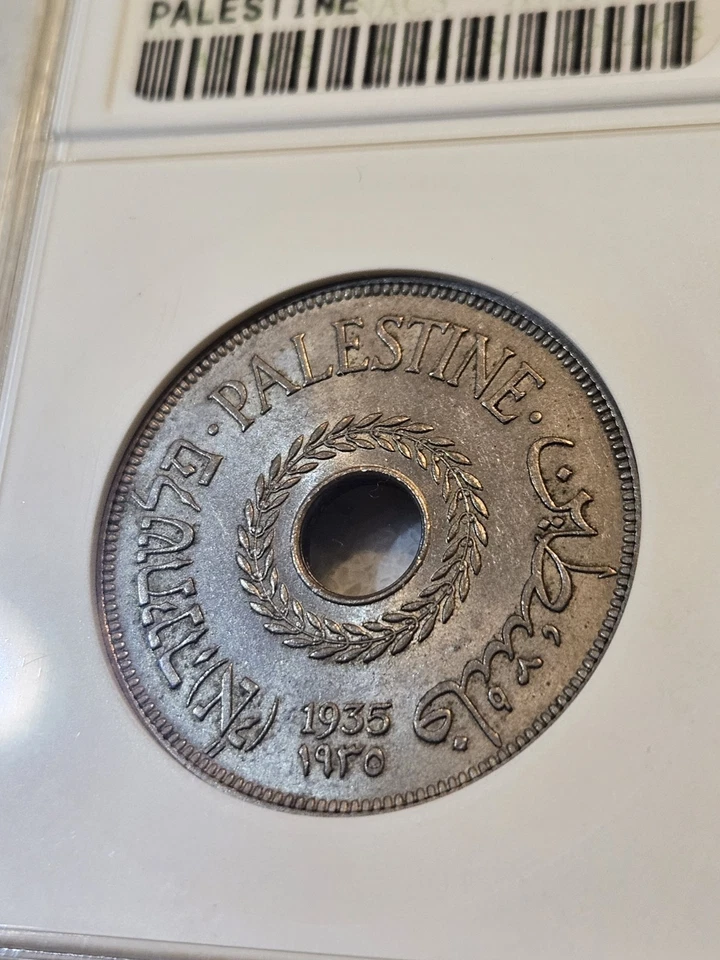 PALESTINE
· PALESTINE ·
פלשתינה (א״י)
فلسطين
1935
١٩٣٥